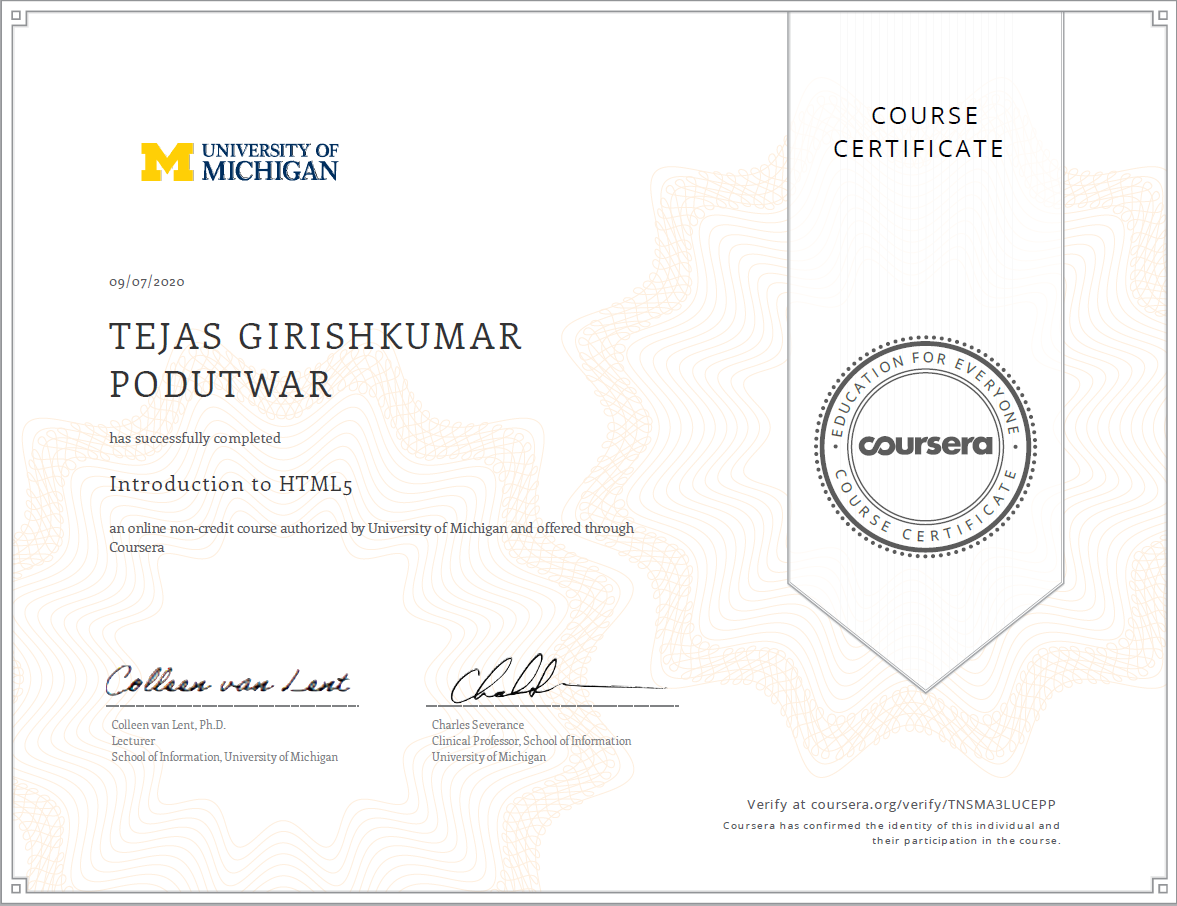 UNIVERSITY OF
MICHIGAN
COURSE
CERTIFICATE
09/07/2020
TEJAS GIRISHKUMAR
PODUTWAR
has successfully completed
Introduction to HTML5
an online non-credit course authorized by University of Michigan and offered through
Coursera
EDUCATION FOR EVERYONE
coursera
COURSE CERTIFICATE
Colleen van Lent
Colleen van Lent, Ph.D.
Lecturer
School of Information, University of Michigan
Charles Severance
Clinical Professor, School of Information
University of Michigan
Verify at coursera.org/verify/TNSMA3LUCEPP
Coursera has confirmed the identity of this individual and
their participation in the course.